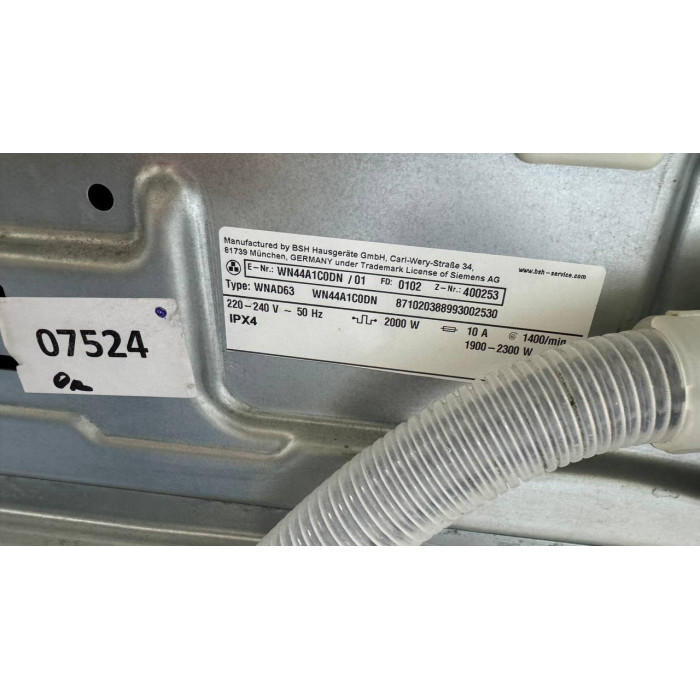 Manufactured by BSH Hausgeräte GmbH, Carl-Wery-Straße 34,
81739 München, GERMANY under Trademark License of Siemens AG
www.bsh-service.com
E-Nr.: WN44A1C0DN /01 FD: 0102 Z-Nr.: 400253
Type: WNAD63 WN44A1C0DN 871020388993002530
220-240 V ~ 50 Hz 2000 W 10 A 1400/min
IPX4 1900-2300 W
07524